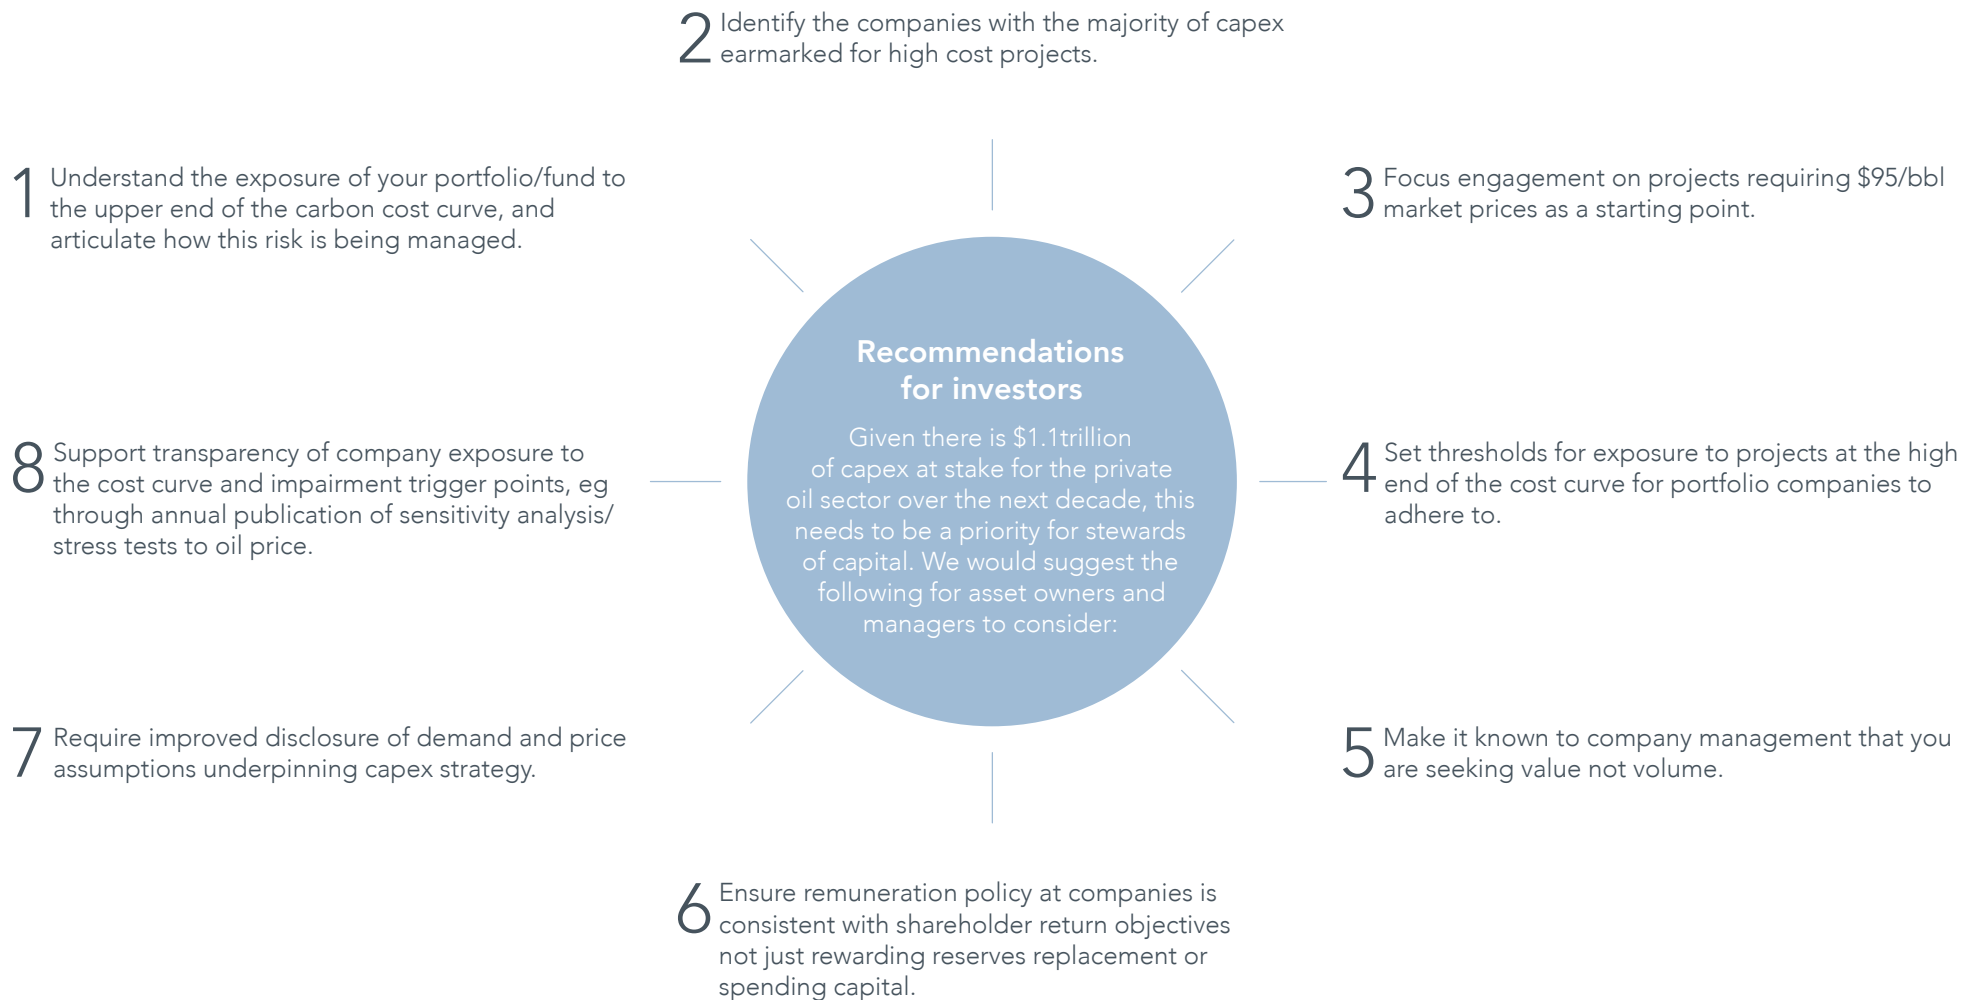 Recommendations
for investors
Given there is $1.1trillion
of capex at stake for the private
oil sector over the next decade, this
needs to be a priority for stewards
of capital. We would suggest the
following for asset owners and
managers to consider:
1 Understand the exposure of your portfolio/fund to
the upper end of the carbon cost curve, and
articulate how this risk is being managed.
2 Identify the companies with the majority of capex
earmarked for high cost projects.
3 Focus engagement on projects requiring $95/bbl
market prices as a starting point.
4 Set thresholds for exposure to projects at the high
end of the cost curve for portfolio companies to
adhere to.
5 Make it known to company management that you
are seeking value not volume.
6 Ensure remuneration policy at companies is
consistent with shareholder return objectives
not just rewarding reserves replacement or
spending capital.
7 Require improved disclosure of demand and price
assumptions underpinning capex strategy.
8 Support transparency of company exposure to
the cost curve and impairment trigger points, eg
through annual publication of sensitivity analysis/
stress tests to oil price.